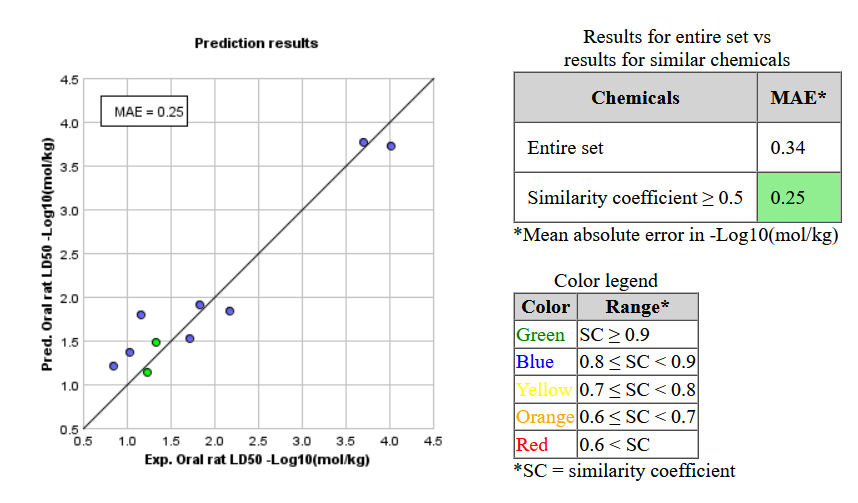 Prediction results
4.5
4.0
3.5
3.0
2.5
2.0
1.5
1.0
0.5
MAE = 0.25
Pred. Oral rat LD50 -Log10(mol/kg)
0.5 1.0 1.5 2.0 2.5 3.0 3.5 4.0 4.5
Exp. Oral rat LD50 -Log10(mol/kg)
Results for entire set vs
results for similar chemicals
Chemicals MAE*
Entire set 0.34
Similarity coefficient ≥ 0.5 0.25
*Mean absolute error in -Log10(mol/kg)
Color legend
Color Range*
Green SC ≥ 0.9
Blue 0.8 ≤ SC < 0.9
Yellow 0.7 ≤ SC < 0.8
Orange 0.6 ≤ SC < 0.7
Red 0.6 < SC
*SC = similarity coefficient